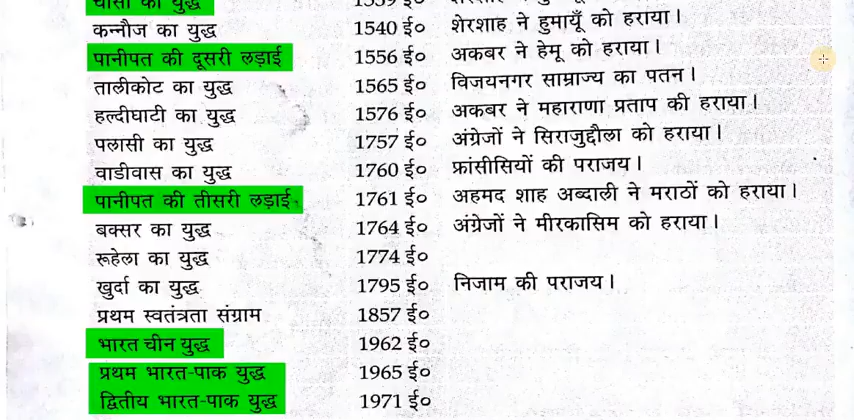 चौसा का युद्ध 1539 ई०
कन्नौज का युद्ध 1540 ई० शेरशाह ने हुमायूँ को हराया।
पानीपत की दूसरी लड़ाई 1556 ई० अकबर ने हेमू को हराया।
तालीकोट का युद्ध 1565 ई० विजयनगर साम्राज्य का पतन।
हल्दीघाटी का युद्ध 1576 ई० अकबर ने महाराणा प्रताप की हराया।
पलासी का युद्ध 1757 ई० अंग्रेजों ने सिराजुद्दौला को हराया।
वाडीवास का युद्ध 1760 ई० फ्रांसीसियों की पराजय।
पानीपत की तीसरी लड़ाई 1761 ई० अहमद शाह अब्दाली ने मराठों को हराया।
बक्सर का युद्ध 1764 ई० अंग्रेजों ने मीरकासिम को हराया।
रूहेला का युद्ध 1774 ई०
खुर्दा का युद्ध 1795 ई० निजाम की पराजय।
प्रथम स्वतंत्रता संग्राम 1857 ई०
भारत चीन युद्ध 1962 ई०
प्रथम भारत-पाक युद्ध 1965 ई०
द्वितीय भारत-पाक युद्ध 1971 ई०